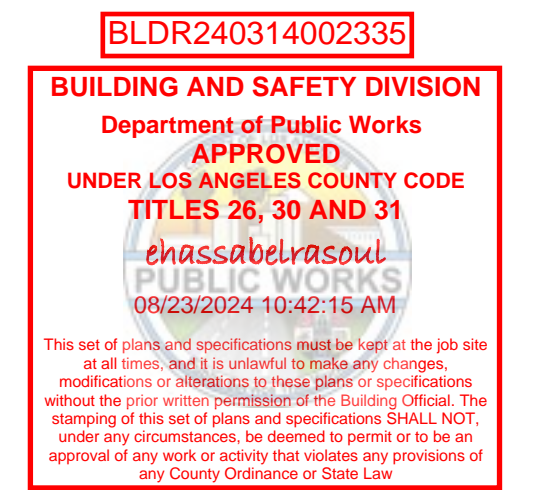 BLDR240314002335
BUILDING AND SAFETY DIVISION
Department of Public Works
APPROVED
UNDER LOS ANGELES COUNTY CODE
TITLES 26, 30 AND 31
ehassabelrasoul
PUBLIC WORKS
08/23/2024 10:42:15 AM
This set of plans and specifications must be kept at the job site
at all times, and it is unlawful to make any changes,
modifications or alterations to these plans or specifications
without the prior written permission of the Building Official. The
stamping of this set of plans and specifications SHALL NOT,
under any circumstances, be deemed to permit or to be an
approval of any work or activity that violates any provisions of
any County Ordinance or State Law